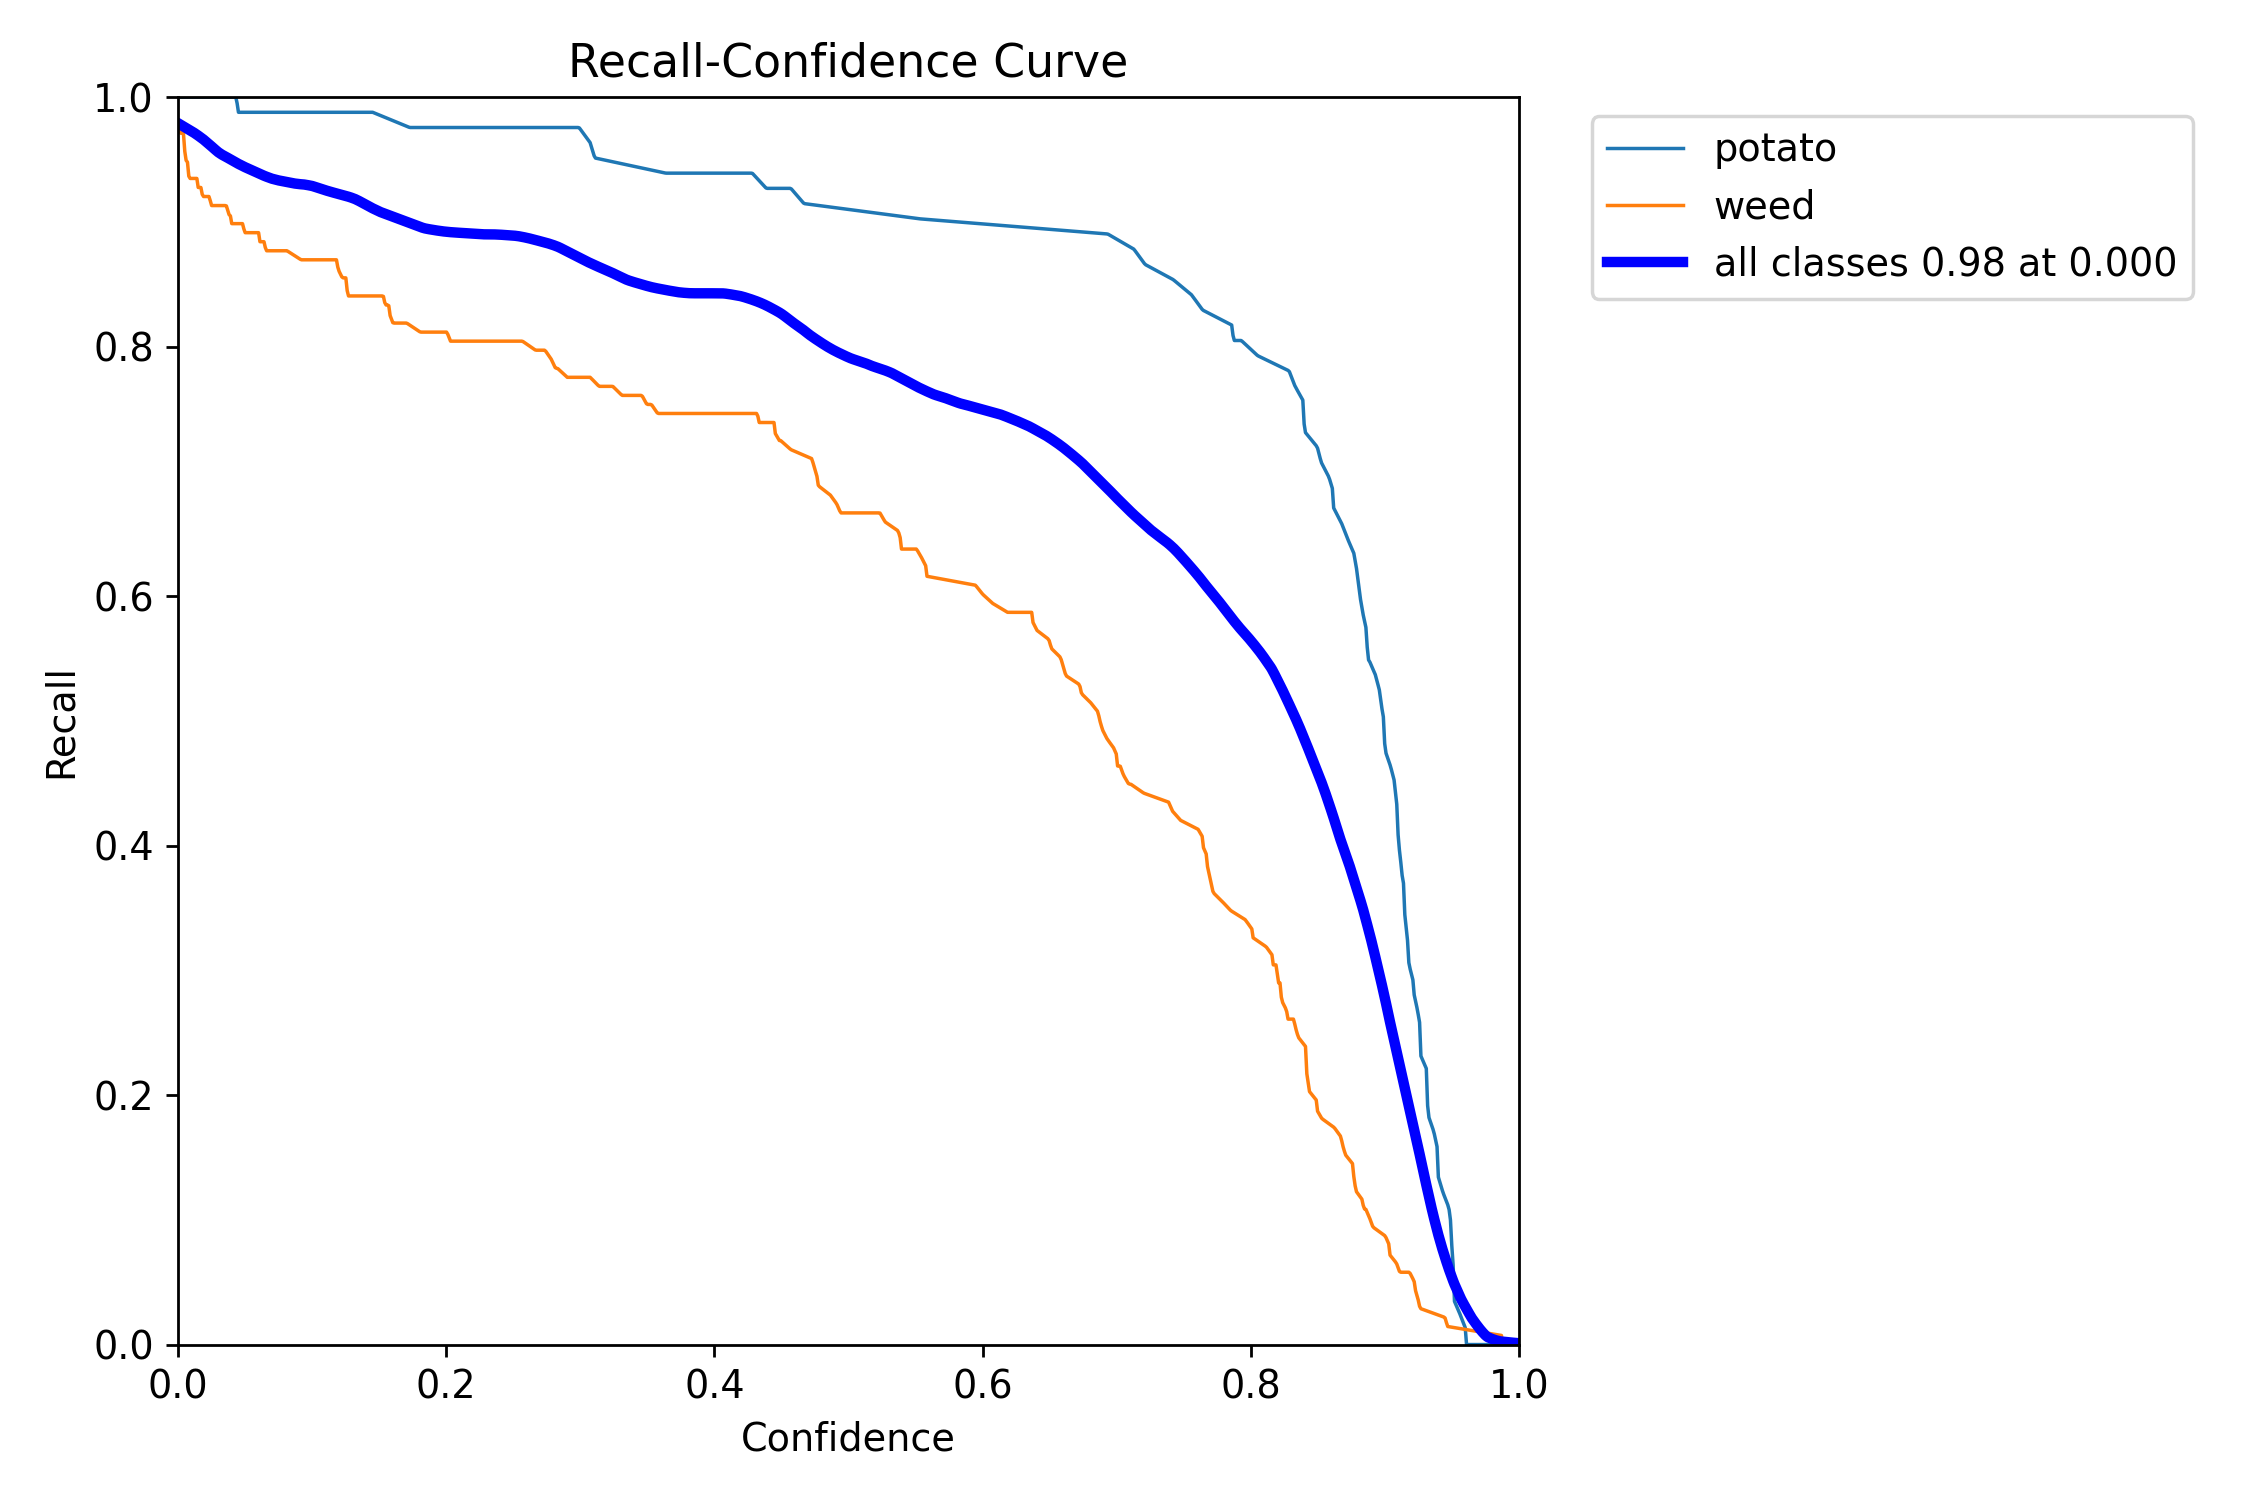 Recall-Confidence Curve
1.0
0.8
0.6
0.4
0.2
0.0
Recall
0.0 0.2 0.4 0.6 0.8 1.0
Confidence
potato
weed
all classes 0.98 at 0.000